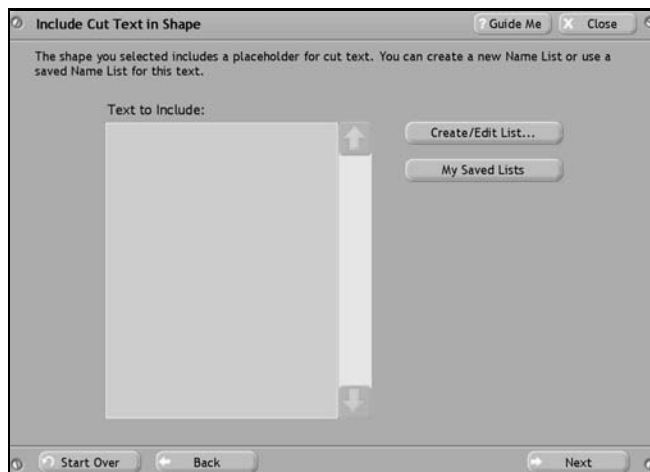 Include Cut Text in Shape
? Guide Me
X Close
The shape you selected includes a placeholder for cut text. You can create a new Name List or use a
saved Name List for this text.
Text to Include:
Create/Edit List...
My Saved Lists
Start Over
Back
Next